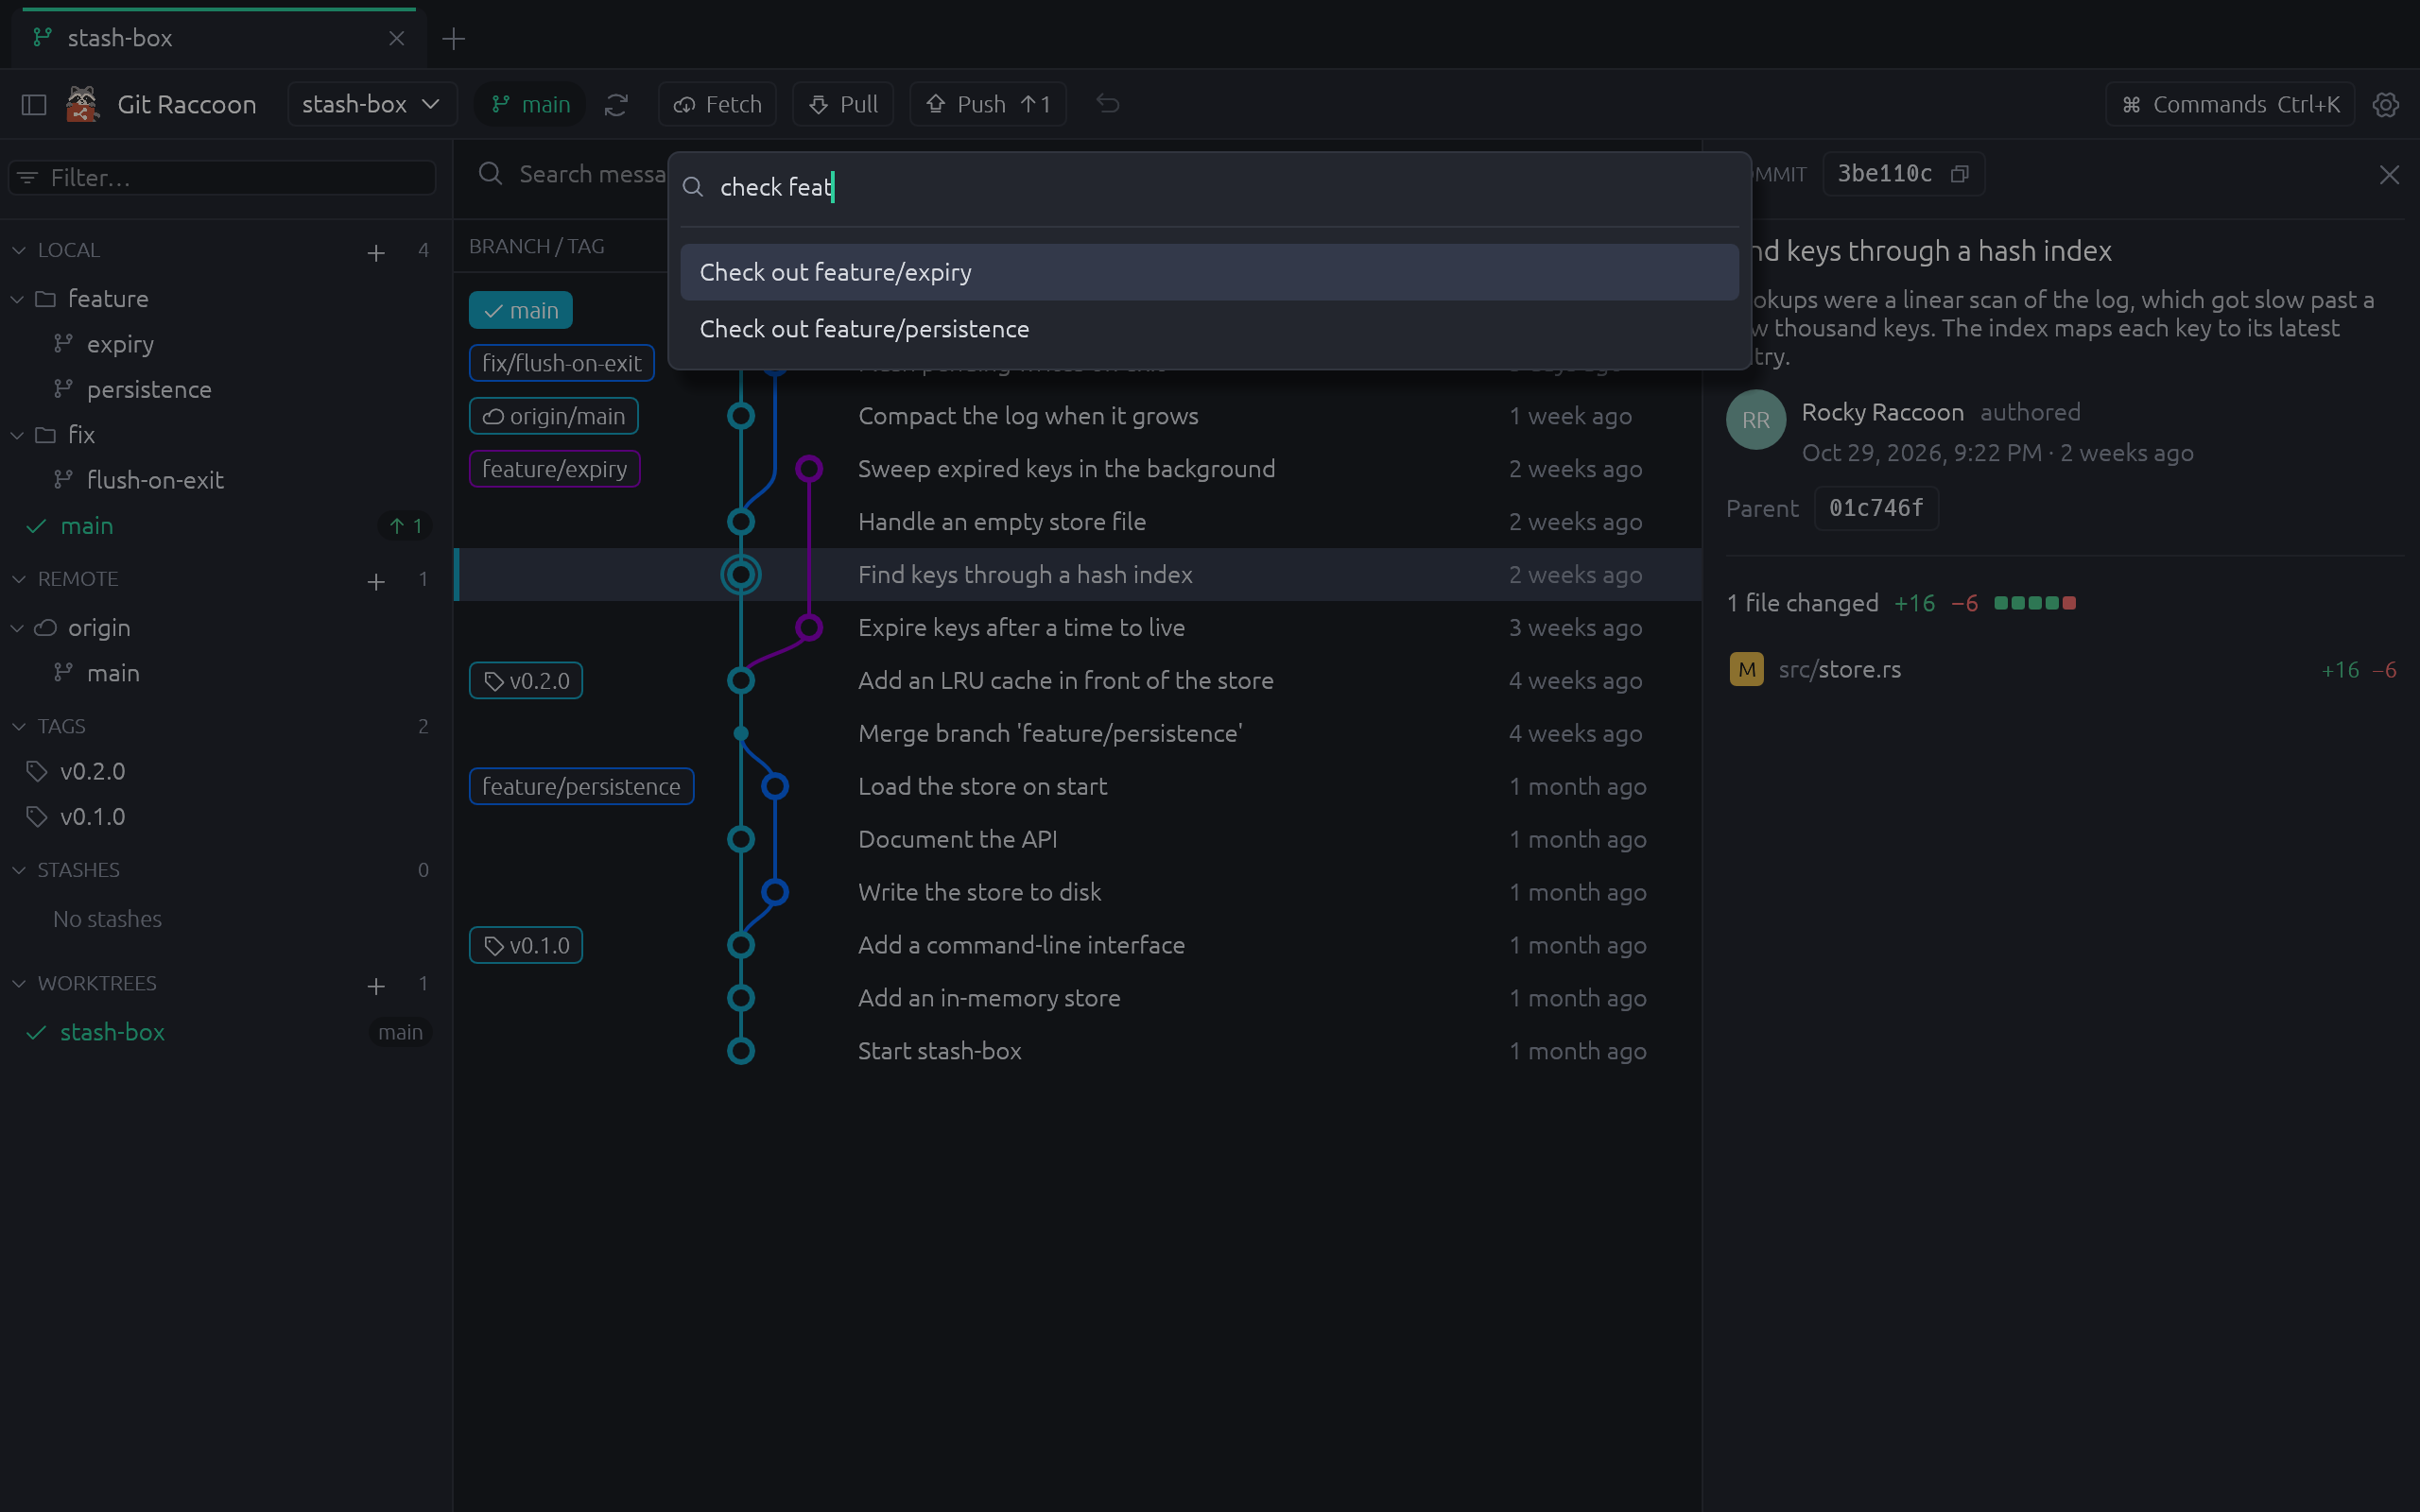 stash-box
Git Raccoon
stash-box
main
Fetch
Pull
Push ↑1
⌘ Commands Ctrl+K
Filter...
LOCAL 4
feature
expiry
persistence
fix
flush-on-exit
main ↑ 1
REMOTE 1
origin
main
TAGS 2
v0.2.0
v0.1.0
STASHES 0
No stashes
WORKTREES 1
stash-box main
Search messa
check feat
Check out feature/expiry
Check out feature/persistence
BRANCH / TAG
main
fix/flush-on-exit
origin/main Compact the log when it grows 1 week ago
feature/expiry Sweep expired keys in the background 2 weeks ago
Handle an empty store file 2 weeks ago
Find keys through a hash index 2 weeks ago
Expire keys after a time to live 3 weeks ago
v0.2.0 Add an LRU cache in front of the store 4 weeks ago
Merge branch 'feature/persistence' 4 weeks ago
feature/persistence Load the store on start 1 month ago
Document the API 1 month ago
Write the store to disk 1 month ago
v0.1.0 Add a command-line interface 1 month ago
Add an in-memory store 1 month ago
Start stash-box 1 month ago
MMIT 3be110c
nd keys through a hash index
okups were a linear scan of the log, which got slow past a
w thousand keys. The index maps each key to its latest
try.
RR Rocky Raccoon authored
Oct 29, 2026, 9:22 PM · 2 weeks ago
Parent 01c746f
1 file changed +16 −6
M src/store.rs +16 −6